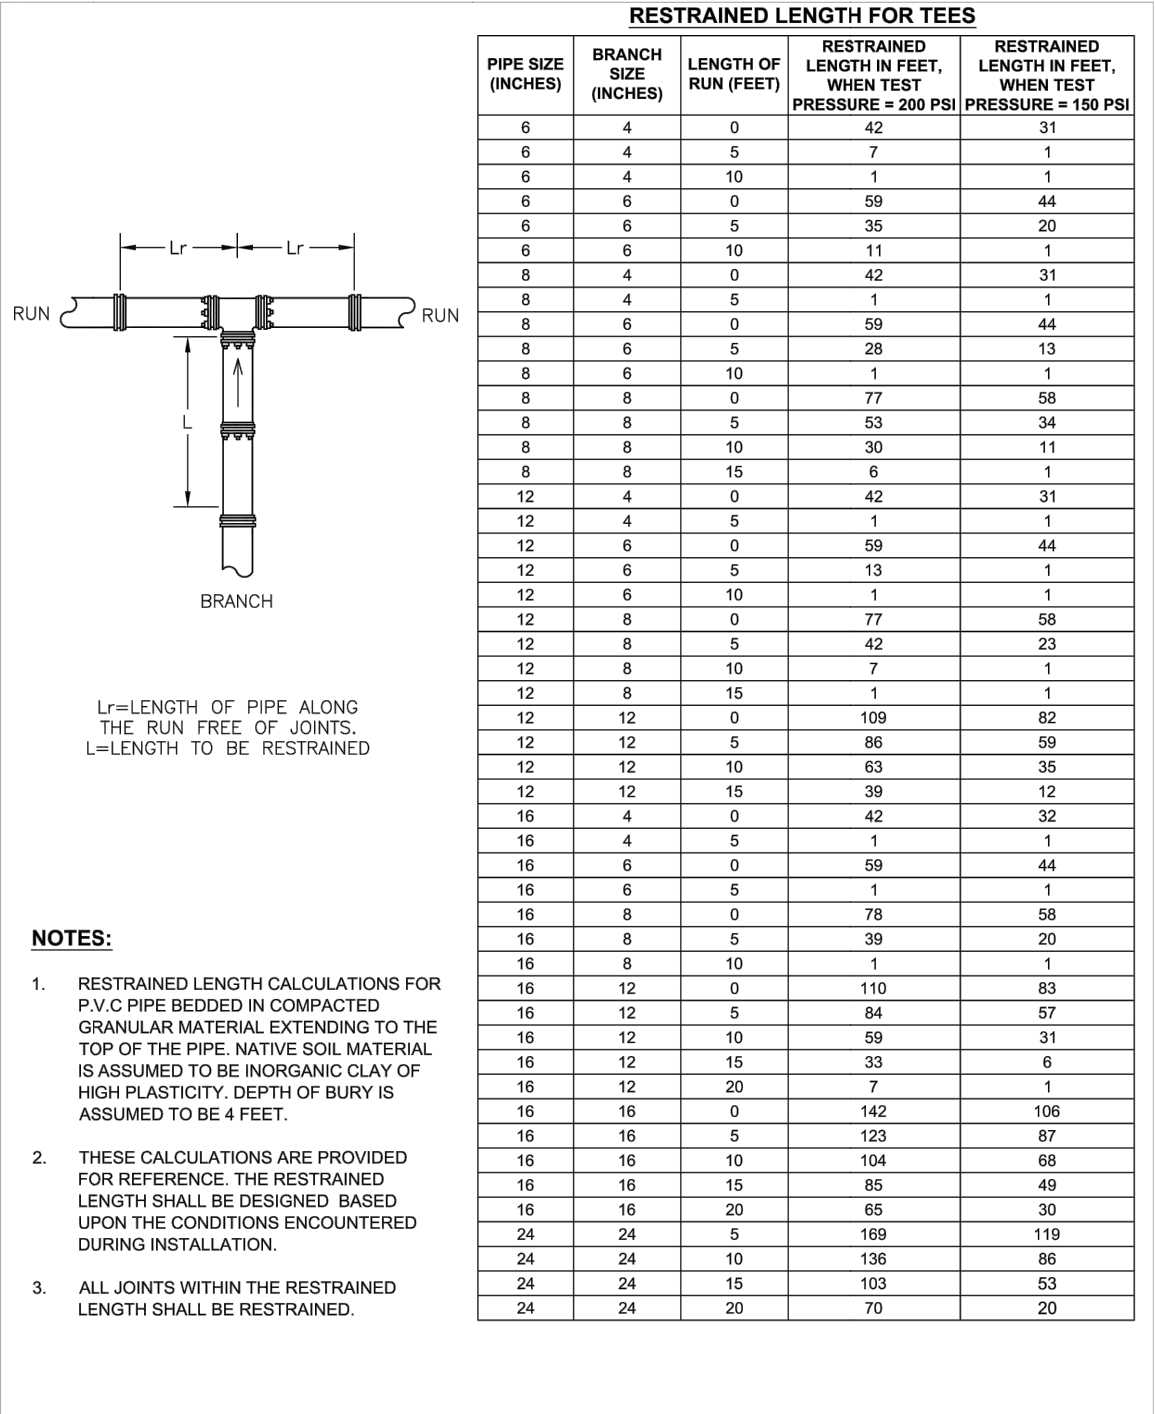 RESTRAINED LENGTH FOR TEES
PIPE SIZE (INCHES) BRANCH SIZE (INCHES) LENGTH OF RUN (FEET) RESTRAINED LENGTH IN FEET, WHEN TEST PRESSURE = 200 PSI RESTRAINED LENGTH IN FEET, WHEN TEST PRESSURE = 150 PSI
6 4 0 42 31
6 4 5 7 1
6 4 10 1 1
6 6 0 59 44
6 6 5 35 20
6 6 10 11 1
8 4 0 42 31
8 4 5 1 1
8 6 0 59 44
8 6 5 28 13
8 6 10 1 1
8 8 0 77 58
8 8 5 53 34
8 8 10 30 11
8 8 15 6 1
12 4 0 42 31
12 4 5 1 1
12 6 0 59 44
12 6 5 13 1
12 6 10 1 1
12 8 0 77 58
12 8 5 42 23
12 8 10 7 1
12 8 15 1 1
12 12 0 109 82
12 12 5 86 59
12 12 10 63 35
12 12 15 39 12
16 4 0 42 32
16 4 5 1 1
16 6 0 59 44
16 6 5 1 1
16 8 0 78 58
16 8 5 39 20
16 8 10 1 1
16 12 0 110 83
16 12 5 84 57
16 12 10 59 31
16 12 15 33 6
16 12 20 7 1
16 16 0 142 106
16 16 5 123 87
16 16 10 104 68
16 16 15 85 49
16 16 20 65 30
24 24 5 169 119
24 24 10 136 86
24 24 15 103 53
24 24 20 70 20
Lr Lr
RUN RUN
L
BRANCH
Lr=LENGTH OF PIPE ALONG
THE RUN FREE OF JOINTS.
L=LENGTH TO BE RESTRAINED
NOTES:
1. RESTRAINED LENGTH CALCULATIONS FOR
P.V.C PIPE BEDDED IN COMPACTED
GRANULAR MATERIAL EXTENDING TO THE
TOP OF THE PIPE. NATIVE SOIL MATERIAL
IS ASSUMED TO BE INORGANIC CLAY OF
HIGH PLASTICITY. DEPTH OF BURY IS
ASSUMED TO BE 4 FEET.
2. THESE CALCULATIONS ARE PROVIDED
FOR REFERENCE. THE RESTRAINED
LENGTH SHALL BE DESIGNED BASED
UPON THE CONDITIONS ENCOUNTERED
DURING INSTALLATION.
3. ALL JOINTS WITHIN THE RESTRAINED
LENGTH SHALL BE RESTRAINED.